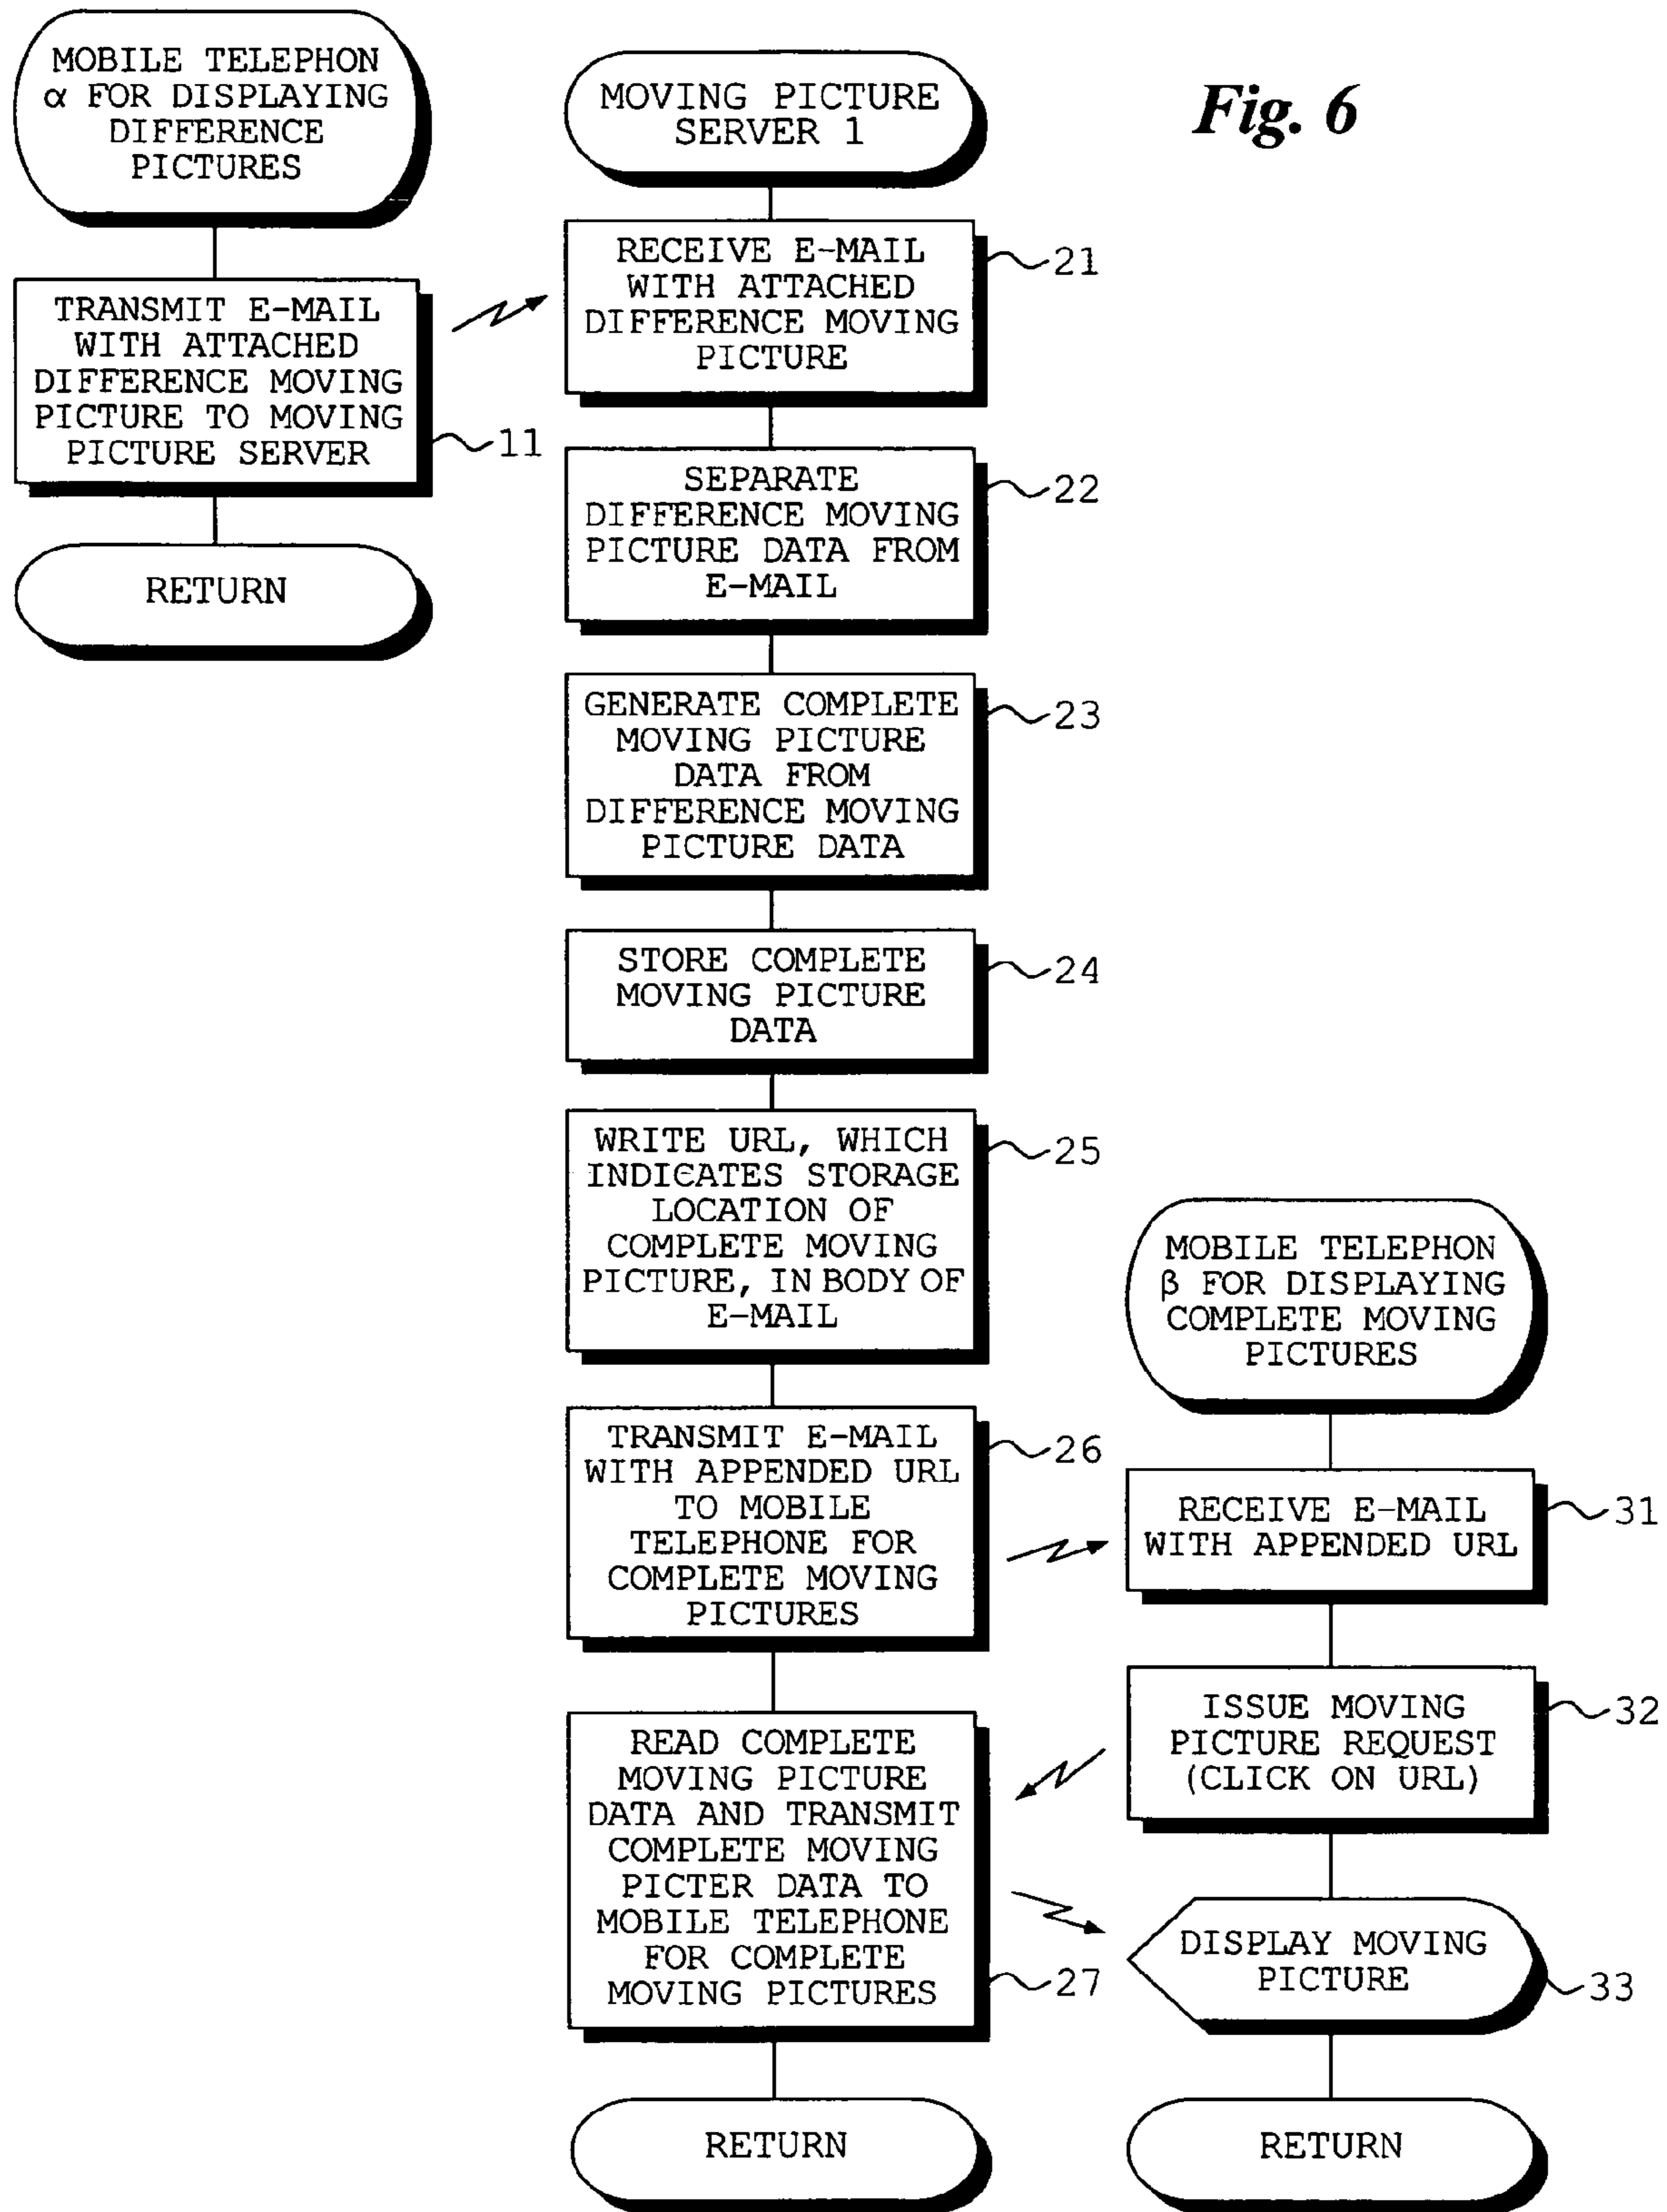 Fig. 6
MOBILE TELEPHON
α FOR DISPLAYING
DIFFERENCE
PICTURES
TRANSMIT E-MAIL
WITH ATTACHED
DIFFERENCE MOVING
PICTURE TO MOVING
PICTURE SERVER
11
RETURN
MOVING PICTURE
SERVER 1
RECEIVE E-MAIL
WITH ATTACHED
DIFFERENCE MOVING
PICTURE
21
SEPARATE
DIFFERENCE MOVING
PICTURE DATA FROM
E-MAIL
22
GENERATE COMPLETE
MOVING PICTURE
DATA FROM
DIFFERENCE MOVING
PICTURE DATA
23
STORE COMPLETE
MOVING PICTURE
DATA
24
WRITE URL, WHICH
INDICATES STORAGE
LOCATION OF
COMPLETE MOVING
PICTURE, IN BODY OF
E-MAIL
25
TRANSMIT E-MAIL
WITH APPENDED URL
TO MOBILE
TELEPHONE FOR
COMPLETE MOVING
PICTURES
26
READ COMPLETE
MOVING PICTURE
DATA AND TRANSMIT
COMPLETE MOVING
PICTER DATA TO
MOBILE TELEPHONE
FOR COMPLETE
MOVING PICTURES
27
RETURN
MOBILE TELEPHON
β FOR DISPLAYING
COMPLETE MOVING
PICTURES
RECEIVE E-MAIL
WITH APPENDED URL
31
ISSUE MOVING
PICTURE REQUEST
(CLICK ON URL)
32
DISPLAY MOVING
PICTURE
33
RETURN